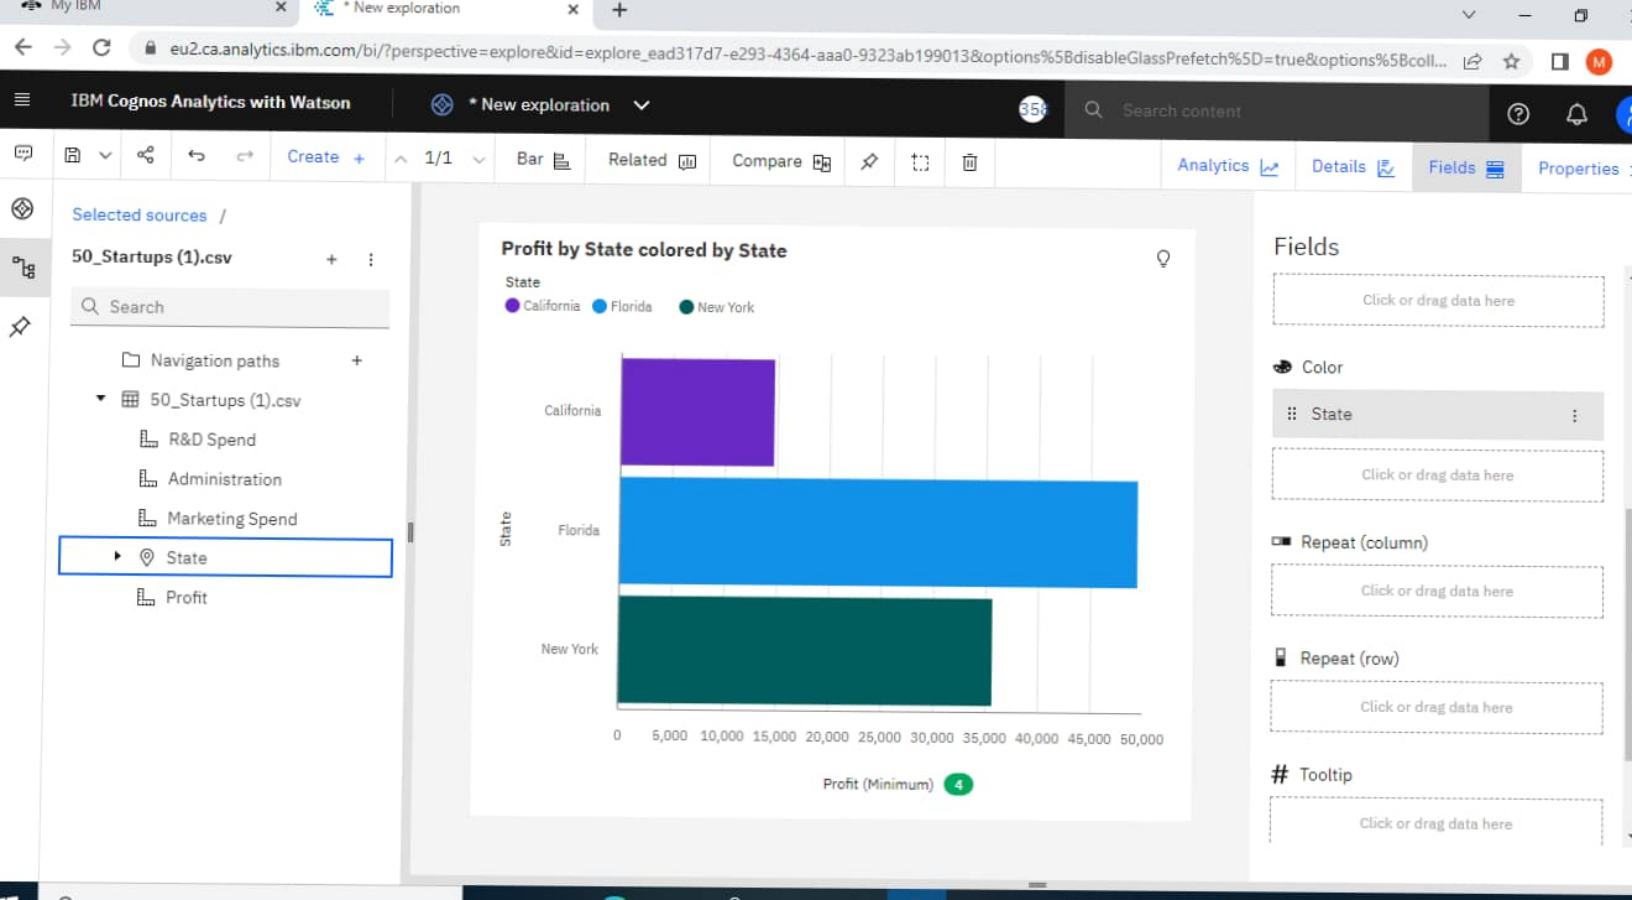 My IBM
* New exploration
eu2.ca.analytics.ibm.com/bi/?perspective=explore&id=explore_ead317d7-e293-4364-aaa0-9323ab199013&options%5BdisableGlassPrefetch%5D=true&options%5Bcoll...
M
IBM Cognos Analytics with Watson
* New exploration
358
Search content
Create +
1/1
Bar
Related
Compare
Analytics
Details
Fields
Properties
Selected sources /
50_Startups (1).csv
Search
Navigation paths
50_Startups (1).csv
R&D Spend
Administration
Marketing Spend
State
Profit
Profit by State colored by State
State
California
Florida
New York
California
Florida
New York
State
0 5,000 10,000 15,000 20,000 25,000 30,000 35,000 40,000 45,000 50,000
Profit (Minimum) 4
Fields
Click or drag data here
Color
State
Click or drag data here
Repeat (column)
Click or drag data here
Repeat (row)
Click or drag data here
# Tooltip
Click or drag data here